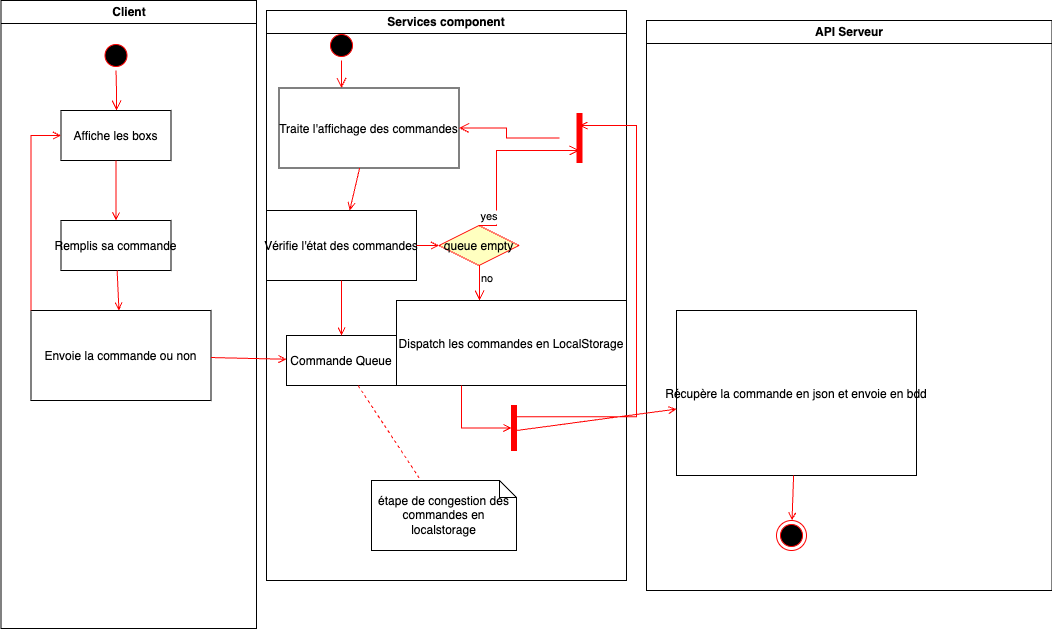 Client
Affiche les boxs
Remplis sa commande
Envoie la commande ou non
Services component
Traite l'affichage des commandes
Vérifie l'état des commandes
yes
queue empty
no
Dispatch les commandes en LocalStorage
Commande Queue
étape de congestion des
commandes en
localstorage
API Serveur
Récupère la commande en json et envoie en bdd